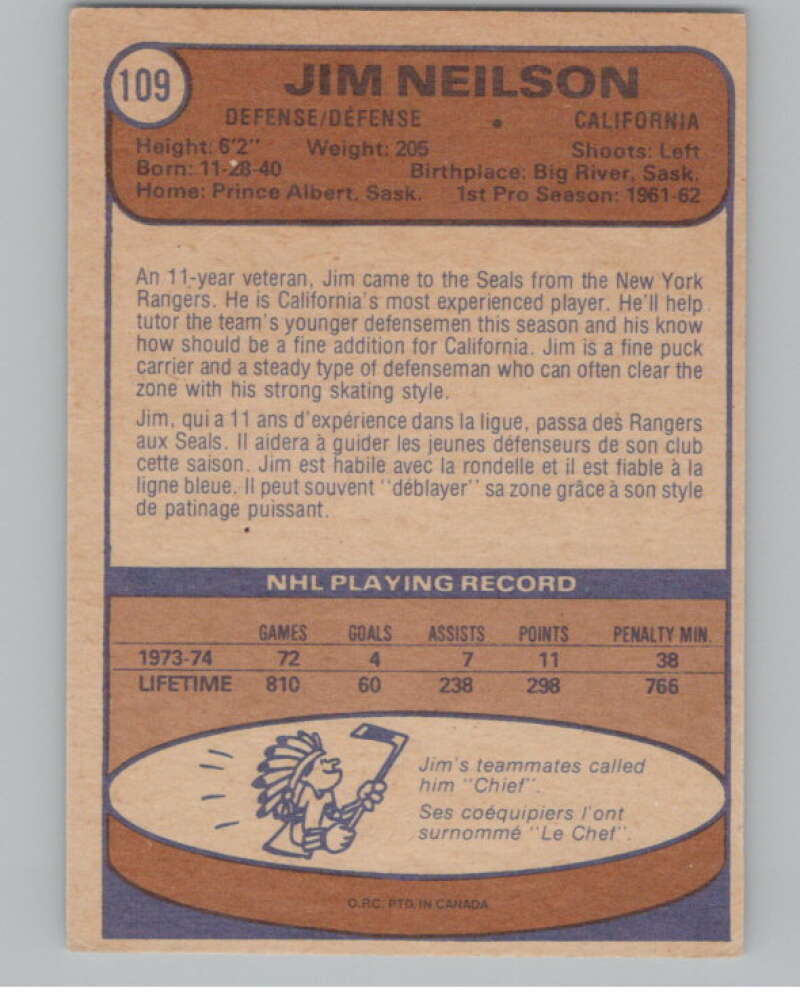 109
JIM NEILSON
DEFENSE/DÉFENSE • CALIFORNIA
Height: 6'2" Weight: 205 Shoots: Left
Born: 11-28-40 Birthplace: Big River, Sask.
Home: Prince Albert, Sask. 1st Pro Season: 1961-62
An 11-year veteran, Jim came to the Seals from the New York
Rangers. He is California's most experienced player. He'll help
tutor the team's younger defensemen this season and his know
how should be a fine addition for California. Jim is a fine puck
carrier and a steady type of defenseman who can often clear the
zone with his strong skating style.
Jim, qui a 11 ans d'expérience dans la ligue, passa des Rangers
aux Seals. Il aidera à guider les jeunes défenseurs de son club
cette saison. Jim est habile avec la rondelle et il est fiable à la
ligne bleue. Il peut souvent "déblayer" sa zone grâce à son style
de patinage puissant.
NHL PLAYING RECORD
GAMES GOALS ASSISTS POINTS PENALTY MIN.
1973-74 72 4 7 11 38
LIFETIME 810 60 238 298 766
Jim's teammates called
him "Chief".
Ses coéquipiers l'ont
surnommé "Le Chef".
O.P.C. PTD. IN CANADA